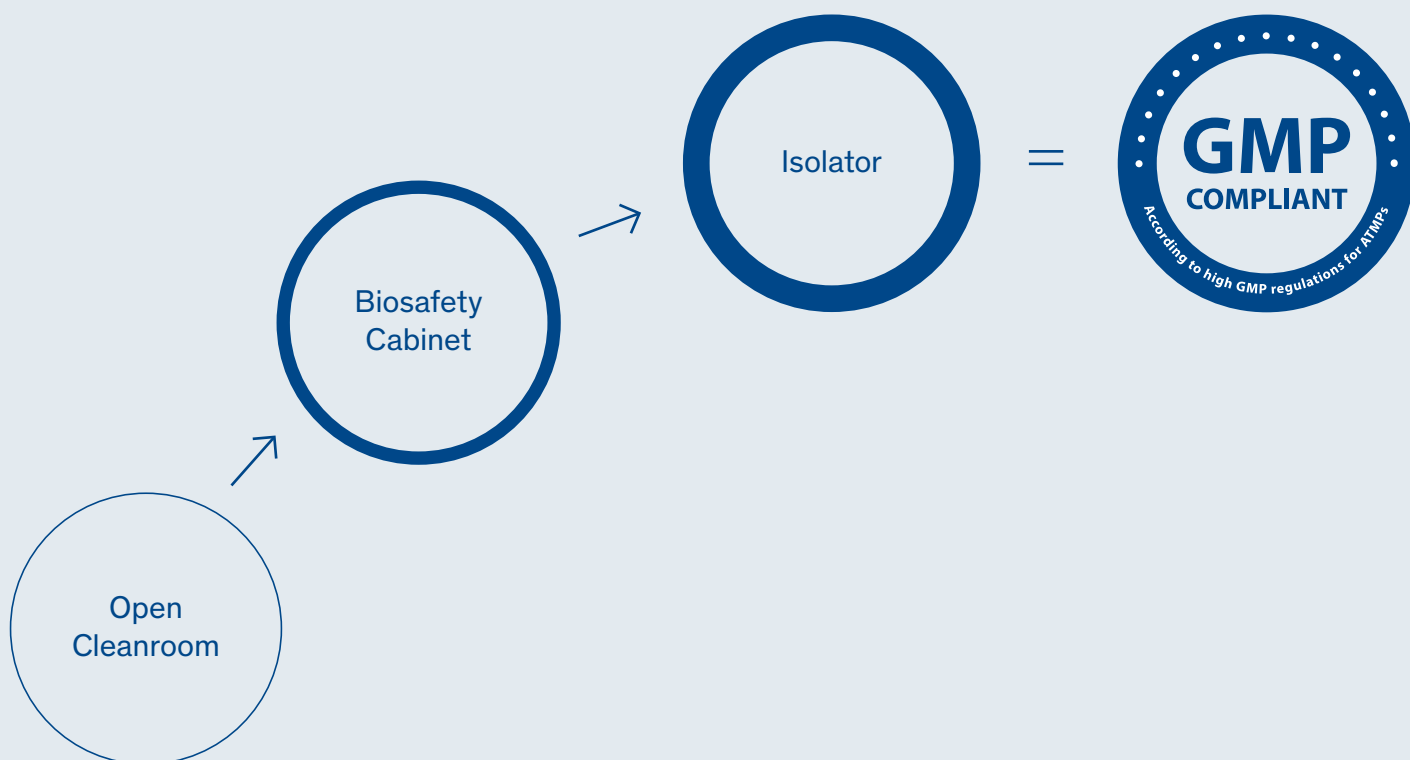 Open
Cleanroom
Biosafety
Cabinet
Isolator
=
GMP
COMPLIANT
According to high GMP regulations for ATMPs